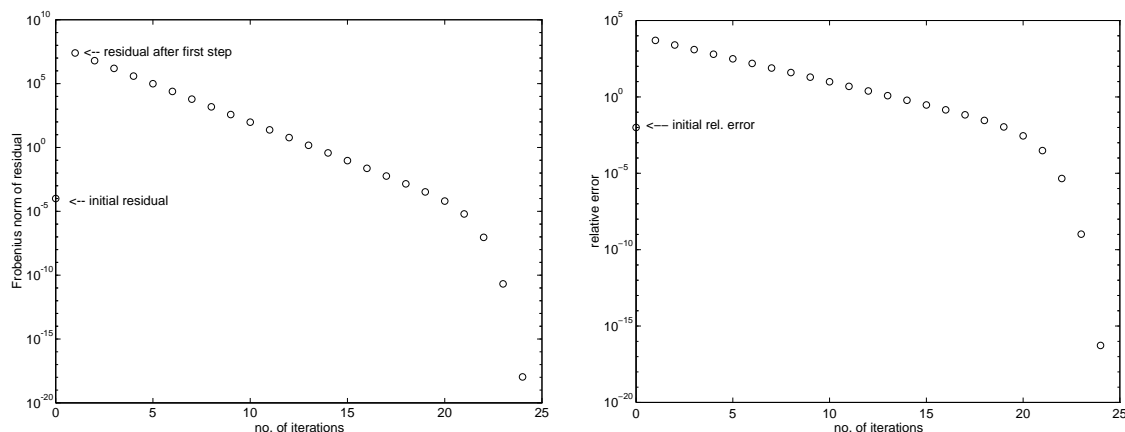 10^10
10^5
10^0
10^-5
10^-10
10^-15
10^-20
Frobenius norm of residual
<-- residual after first step
<-- initial residual
0 5 10 15 20 25
no. of iterations
10^5
10^0
10^−5
10^−10
10^−15
10^−20
relative error
<−− initial rel. error
0 5 10 15 20 25
no. of iterations